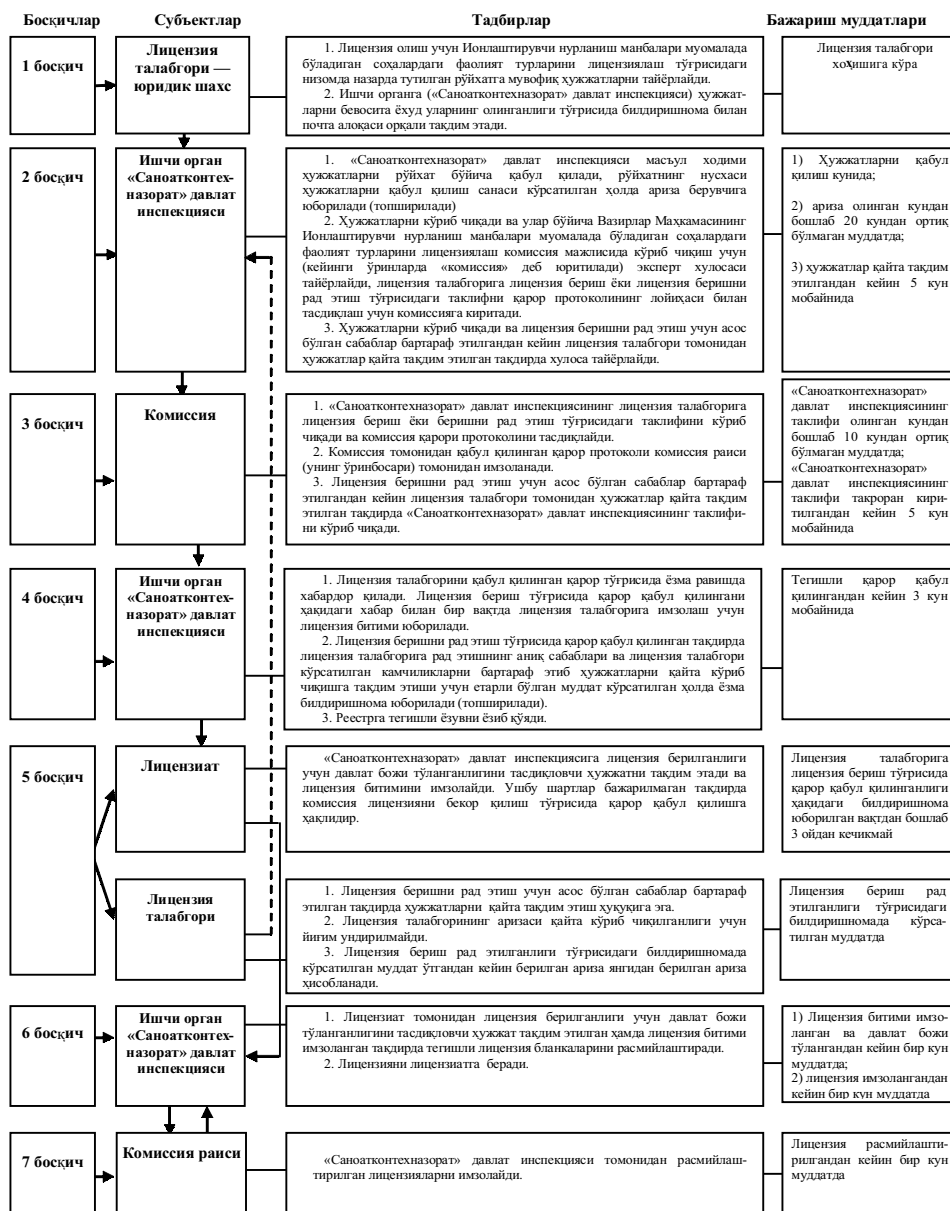 Босқичлар Субъектлар Тадбирлар Бажариш муддатлари
1 босқич
Лицензия
талабгори —
юридик шахс
1. Лицензия олиш учун Ионлаштирувчи нурланиш манбалари муомалада
бўладиган соҳалардаги фаолият турларини лицензиялаш тўғрисидаги
низомда назарда тутилган рўйхатга мувофиқ ҳужжатларни тайёрлайди.
2. Ишчи органга («Саноатконтехназорат» давлат инспекцияси) ҳужжат-
ларни бевосита ёхуд уларнинг олинганлиги тўғрисида билдиришнома билан
почта алоқаси орқали тақдим этади.
Лицензия талабгори
хоҳишига кўра
2 босқич
Ишчи орган
«Саноатконтех-
назорат» давлат
инспекцияси
1. «Саноатконтехназорат» давлат инспекцияси масъул ходими
ҳужжатларни рўйхат бўйича қабул қилади, рўйхатнинг нусхаси
ҳужжатларни қабул қилиш санаси кўрсатилган ҳолда ариза берувчига
юборилади (топширилади)
2. Ҳужжатларни кўриб чиқади ва улар бўйича Вазирлар Маҳкамасининг
Ионлаштирувчи нурланиш манбалари муомалада бўладиган соҳалардаги
фаолият турларини лицензиялаш комиссия мажлисида кўриб чиқиш учун
(кейинги ўринларда «комиссия» деб юритилади) эксперт хулосаси
тайёрлайди, лицензия талабгорига лицензия бериш ёки лицензия беришни
рад этиш тўғрисидаги таклифни қарор протоколининг лойиҳаси билан
тасдиқлаш учун комиссияга киритади.
3. Ҳужжатларни кўриб чиқади ва лицензия беришни рад этиш учун асос
бўлган сабаблар бартараф этилгандан кейин лицензия талабгори томонидан
ҳужжатлар қайта тақдим этилган тақдирда хулоса тайёрлайди.
1) Ҳужжатларни қабул
қилиш кунида;
2) ариза олинган кундан
бошлаб 20 кундан ортиқ
бўлмаган муддатда;
3) ҳужжатлар қайта тақдим
этилгандан кейин 5 кун
мобайнида
3 босқич
Комиссия
1. «Саноатконтехназорат» давлат инспекциясининг лицензия талабгорига
лицензия бериш ёки беришни рад этиш тўғрисидаги таклифини кўриб
чиқади ва комиссия қарори протоколини тасдиқлайди.
2. Комиссия томонидан қабул қилинган қарор протоколи комиссия раиси
(унинг ўринбосари) томонидан имзоланади.
3. Лицензия беришни рад этиш учун асос бўлган сабаблар бартараф
этилгандан кейин лицензия талабгори томонидан ҳужжатлар қайта тақдим
этилган тақдирда «Саноатконтехназорат» давлат инспекциясининг таклифи-
ни кўриб чиқади.
«Саноатконтехназорат»
давлат инспекциясининг
таклифи олинган кундан
бошлаб 10 кундан ортиқ
бўлмаган муддатда;
«Саноатконтехназорат»
давлат инспекциясининг
таклифи такроран кири-
тилгандан кейин 5 кун
мобайнида
4 босқич
Ишчи орган
«Саноатконтех-
назорат» давлат
инспекцияси
1. Лицензия талабгорини қабул қилинган қарор тўғрисида ёзма равишда
хабардор қилади. Лицензия бериш тўғрисида қарор қабул қилингани
ҳақидаги хабар билан бир вақтда лицензия талабгорига имзолаш учун
лицензия битими юборилади.
2. Лицензия беришни рад этиш тўғрисида қарор қабул қилинган тақдирда
лицензия талабгорига рад этишнинг аниқ сабаблари ва лицензия талабгори
кўрсатилган камчиликларни бартараф этиб ҳужжатларни қайта кўриб
чиқишга тақдим этиши учун етарли бўлган муддат кўрсатилган ҳолда ёзма
билдиришнома юборилади (топширилади).
3. Реестрга тегишли ёзувни ёзиб қўяди.
Тегишли қарор қабул
қилингандан кейин 3 кун
мобайнида
5 босқич
Лицензиат
«Саноатконтехназорат» давлат инспекциясига лицензия берилганлиги
учун давлат божи тўланганлигини тасдиқловчи ҳужжатни тақдим этади ва
лицензия битимини имзолайди. Ушбу шартлар бажарилмаган тақдирда
комиссия лицензияни бекор қилиш тўғрисида қарор қабул қилишга
ҳақлидир.
Лицензия талабгорига
лицензия бериш тўғрисида
қарор қабул қилинганлиги
ҳақидаги билдиришнома
юборилган вақтдан бошлаб
3 ойдан кечикмай
Лицензия
талабгори
1. Лицензия беришни рад этиш учун асос бўлган сабаблар бартараф
этилган тақдирда ҳужжатларни қайта тақдим этиш ҳуқуқига эга.
2. Лицензия талабгорининг аризаси қайта кўриб чиқилганлиги учун
йиғим ундирилмайди.
3. Лицензия бериш рад этилганлиги тўғрисидаги билдиришномада
кўрсатилган муддат ўтгандан кейин берилган ариза янгидан берилган ариза
ҳисобланади.
Лицензия бериш рад
этилганлиги тўғрисидаги
билдиришномада кўрса-
тилган муддатда
6 босқич
Ишчи орган
«Саноатконтех-
назорат» давлат
инспекцияси
1. Лицензиат томонидан лицензия берилганлиги учун давлат божи
тўланганлигини тасдиқловчи ҳужжат тақдим этилган ҳамда лицензия битими
имзоланган тақдирда тегишли лицензия бланкаларини расмийлаштиради.
2. Лицензияни лицензиатга беради.
1) Лицензия битими имзо-
ланган ва давлат божи
тўлангандан кейин бир кун
муддатда;
2) лицензия имзолангандан
кейин бир кун муддатда
7 босқич
Комиссия раиси
«Саноатконтехназорат» давлат инспекцияси томонидан расмийлаш-
тирилган лицензияларни имзолайди.
Лицензия расмийлашти-
рилгандан кейин бир кун
муддатда